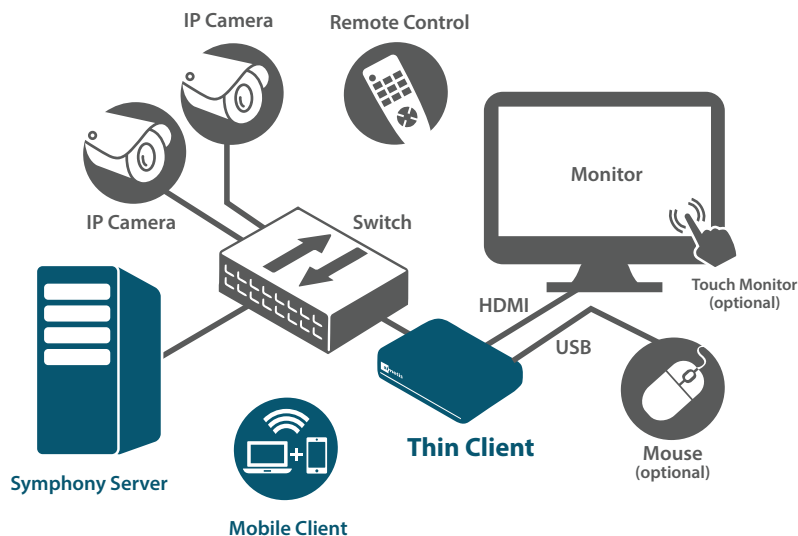 IP Camera
Remote Control
Monitor
IP Camera
Switch
Touch Monitor
(optional)
HDMI
USB
Thin Client
Mouse
(optional)
Symphony Server
Mobile Client